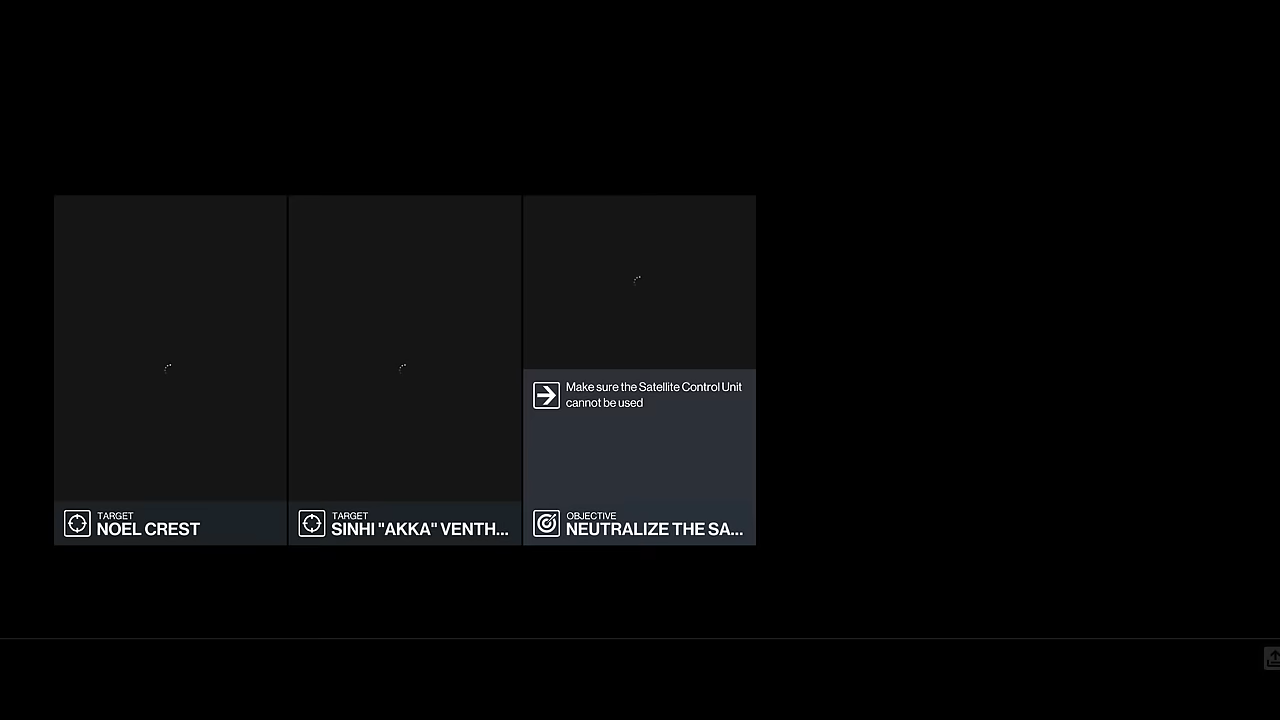 TARGET
NOEL CREST
TARGET
SINHI "AKKA" VENTH...
Make sure the Satellite Control Unit
cannot be used
OBJECTIVE
NEUTRALIZE THE SA...